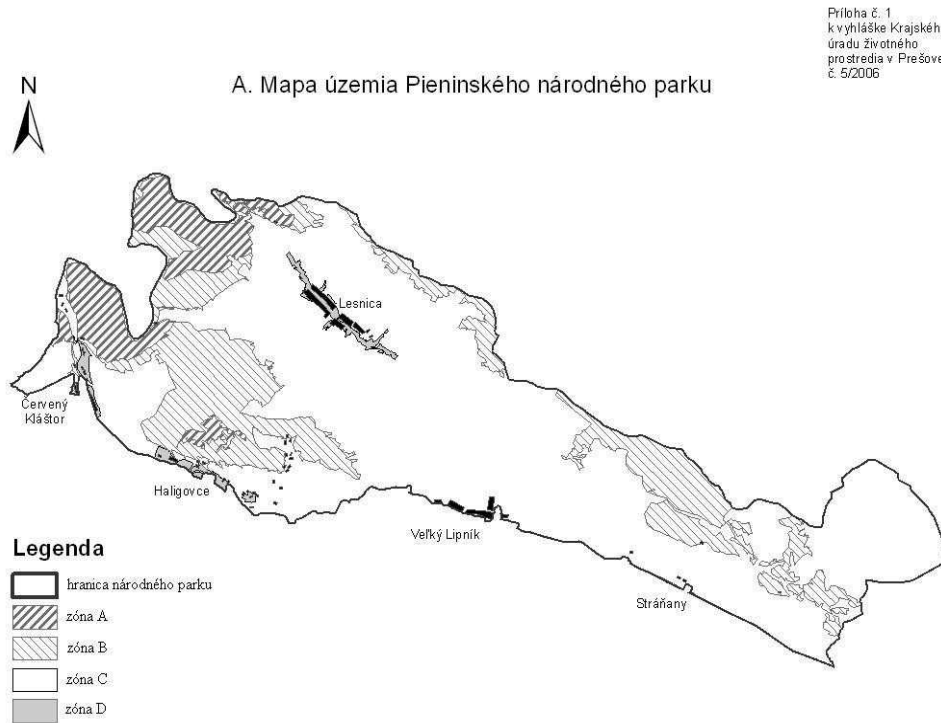 Príloha č. 1
k vyhláške Krajskéh
úradu životného
prostredia v Prešove
č. 5/2006
A. Mapa územia Pieninského národného parku
N
Lesnica
Červený
Kláštor
Haligovce
Veľký Lipník
Stráňany
Legenda
hranica národného parku
zóna A
zóna B
zóna C
zóna D